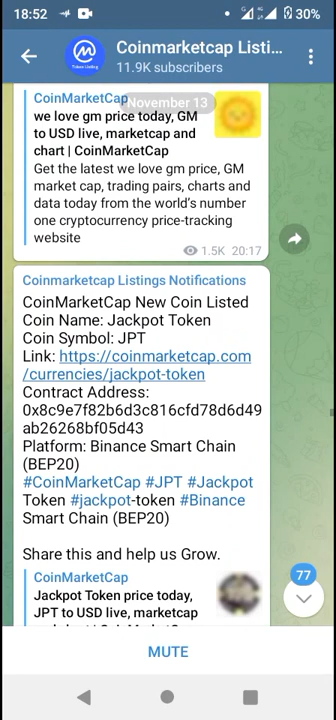 18:52
30%
Coinmarketcap Listi...
11.9K subscribers
November 13
CoinMarketCap
we love gm price today, GM
to USD live, marketcap and
chart | CoinMarketCap
Get the latest we love gm price, GM
market cap, trading pairs, charts and
data today from the world's number
one cryptocurrency price-tracking
website
1.5K 20:17
Coinmarketcap Listings Notifications
CoinMarketCap New Coin Listed
Coin Name: Jackpot Token
Coin Symbol: JPT
Link: https://coinmarketcap.com
/currencies/jackpot-token
Contract Address:
0x8c9e7f82b6d3c816cfd78d6d49
ab26268bf05d43
Platform: Binance Smart Chain
(BEP20)
#CoinMarketCap #JPT #Jackpot
Token #jackpot-token #Binance
Smart Chain (BEP20)
Share this and help us Grow.
CoinMarketCap
Jackpot Token price today,
JPT to USD live, marketcap
77
MUTE